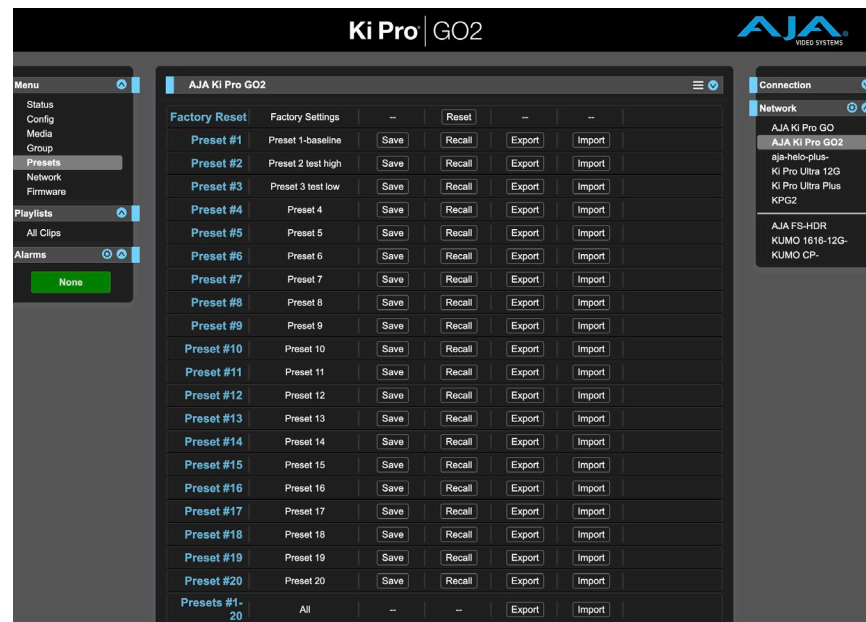 Ki Pro GO2
AJA
VIDEO SYSTEMS
Menu
Status
Config
Media
Group
Presets
Network
Firmware
Playlists
All Clips
Alarms
None
AJA Ki Pro GO2
Factory Reset Factory Settings -- Reset -- --
Preset #1 Preset 1-baseline Save Recall Export Import
Preset #2 Preset 2 test high Save Recall Export Import
Preset #3 Preset 3 test low Save Recall Export Import
Preset #4 Preset 4 Save Recall Export Import
Preset #5 Preset 5 Save Recall Export Import
Preset #6 Preset 6 Save Recall Export Import
Preset #7 Preset 7 Save Recall Export Import
Preset #8 Preset 8 Save Recall Export Import
Preset #9 Preset 9 Save Recall Export Import
Preset #10 Preset 10 Save Recall Export Import
Preset #11 Preset 11 Save Recall Export Import
Preset #12 Preset 12 Save Recall Export Import
Preset #13 Preset 13 Save Recall Export Import
Preset #14 Preset 14 Save Recall Export Import
Preset #15 Preset 15 Save Recall Export Import
Preset #16 Preset 16 Save Recall Export Import
Preset #17 Preset 17 Save Recall Export Import
Preset #18 Preset 18 Save Recall Export Import
Preset #19 Preset 19 Save Recall Export Import
Preset #20 Preset 20 Save Recall Export Import
Presets #1-
20 All -- -- Export Import
Connection
Network
AJA Ki Pro GO
AJA Ki Pro GO2
aja-helo-plus-
Ki Pro Ultra 12G
Ki Pro Ultra Plus
KPG2
AJA FS-HDR
KUMO 1616-12G-
KUMO CP-